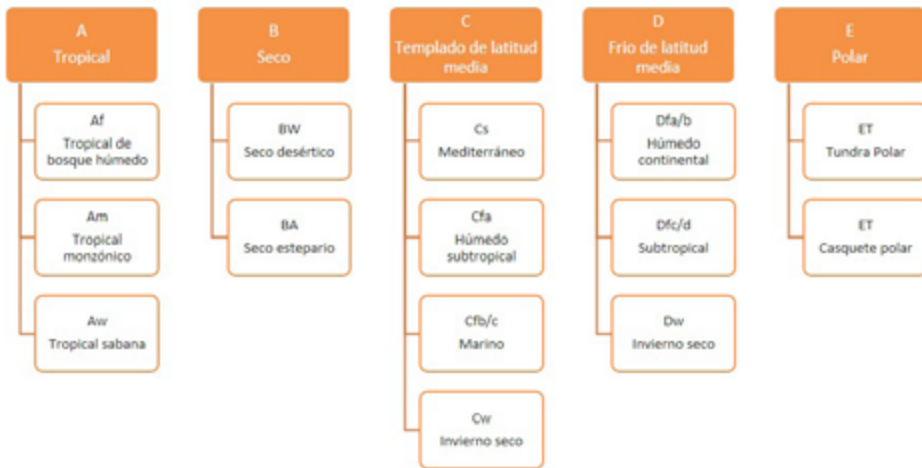 A
Tropical
Af
Tropical de
bosque húmedo
Am
Tropical
monzónico
Aw
Tropical sabana
B
Seco
BW
Seco desértico
BA
Seco estepario
C
Templado de latitud
media
Cs
Mediterráneo
Cfa
Húmedo
subtropical
Cfb/c
Marino
Cw
Invierno seco
D
Frio de latitud
media
Dfa/b
Húmedo
continental
Dfc/d
Subtropical
Dw
Invierno seco
E
Polar
ET
Tundra Polar
ET
Casquete polar